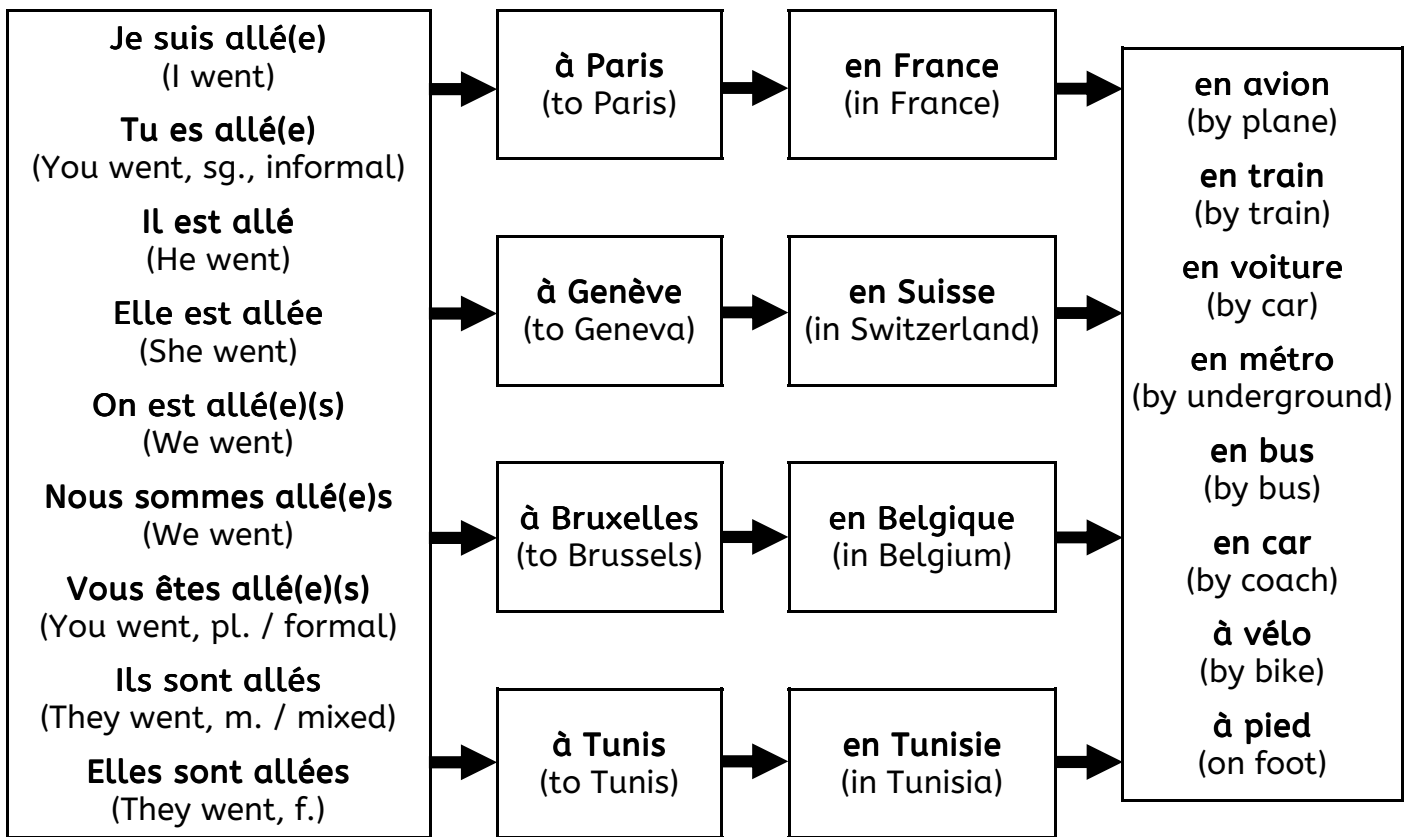 Je suis allé(e)
(I went)
Tu es allé(e)
(You went, sg., informal)
Il est allé
(He went)
Elle est allée
(She went)
On est allé(e)(s)
(We went)
Nous sommes allé(e)s
(We went)
Vous êtes allé(e)(s)
(You went, pl. / formal)
Ils sont allés
(They went, m. / mixed)
Elles sont allées
(They went, f.)
à Paris
(to Paris)
en France
(in France)
à Genève
(to Geneva)
en Suisse
(in Switzerland)
à Bruxelles
(to Brussels)
en Belgique
(in Belgium)
à Tunis
(to Tunis)
en Tunisie
(in Tunisia)
en avion
(by plane)
en train
(by train)
en voiture
(by car)
en métro
(by underground)
en bus
(by bus)
en car
(by coach)
à vélo
(by bike)
à pied
(on foot)